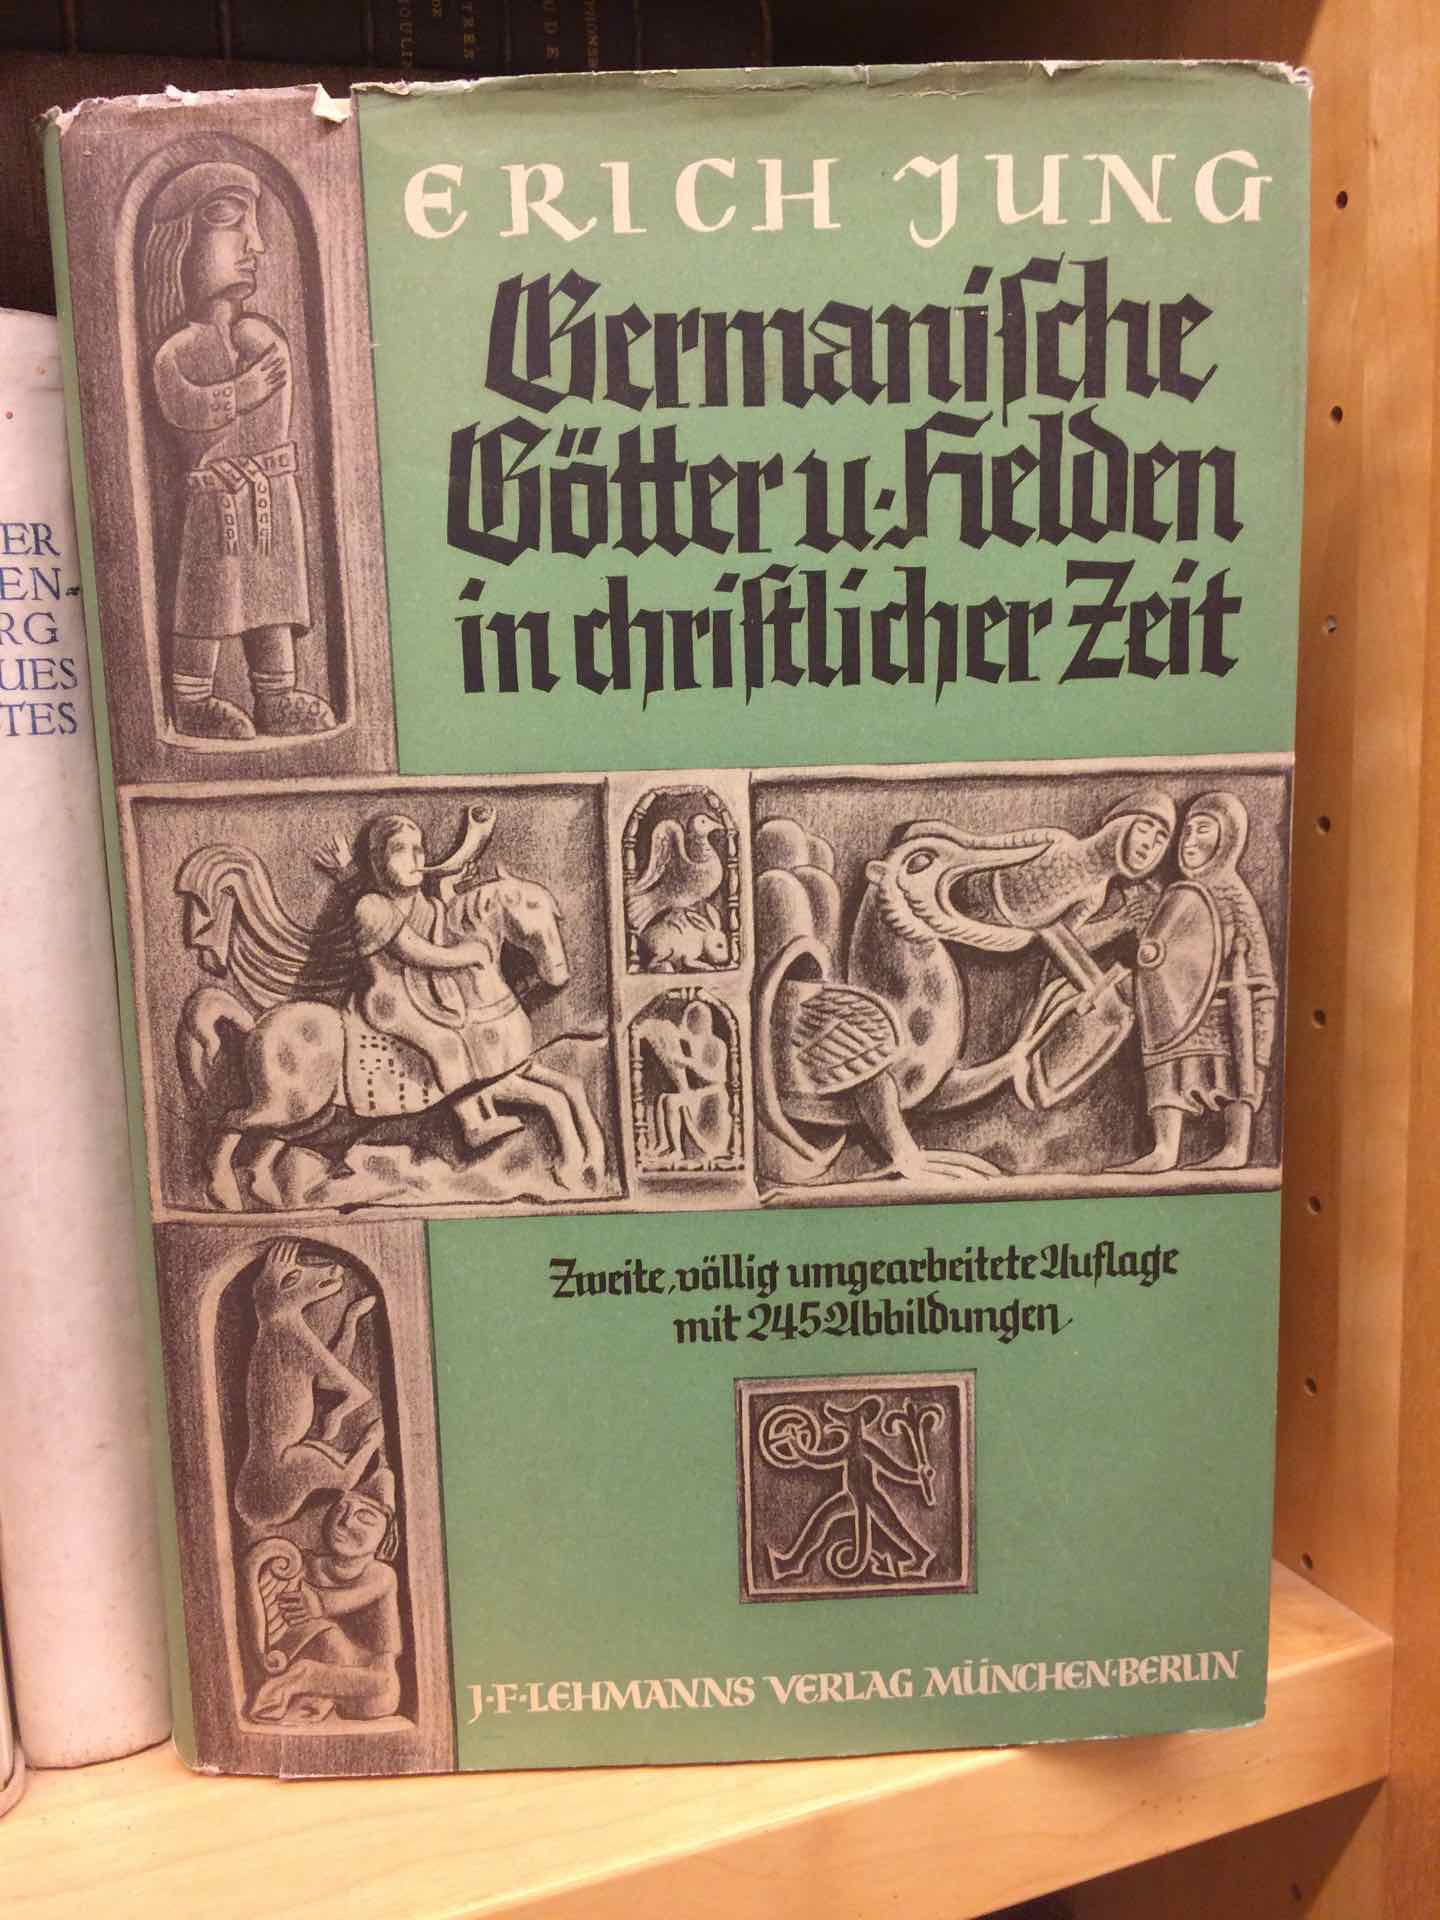 ERICH JUNG
Germaniſche
Götter u. Helden
in chriſtlicher Zeit
Zweite, völlig umgearbeitete Auflage
mit 245 Abbildungen
J·F·LEHMANNS VERLAG MÜNCHEN·BERLIN
ER
EN-
RG
UES
TES